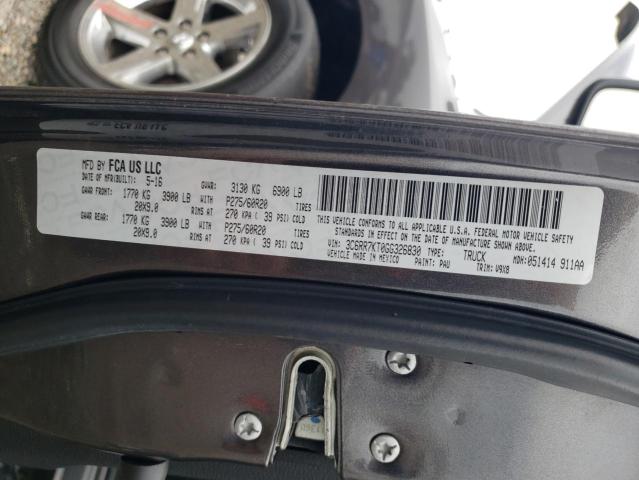 MFD BY FCA US LLC
DATE OF MFR(BUILT): 5-16 GVWR: 3130 KG 6900 LB
GAWR FRONT: 1770 KG 3900 LB P275/60R20 TIRES
20X9.0 RIMS AT 270 KPA ( 39 PSI) COLD
GAWR REAR: 1770 KG 3900 LB P275/60R20 TIRES
20X9.0 RIMS AT 270 KPA ( 39 PSI) COLD
THIS VEHICLE CONFORMS TO ALL APPLICABLE U.S.A. FEDERAL MOTOR VEHICLE SAFETY
STANDARDS IN EFFECT ON THE DATE OF MANUFACTURE SHOWN ABOVE.
VIN: 3C6RR7KT0GG326830 TYPE: TRUCK MDH: 051414 911AA
VEHICLE MADE IN MEXICO PAINT: PAU TRIM: V9X8